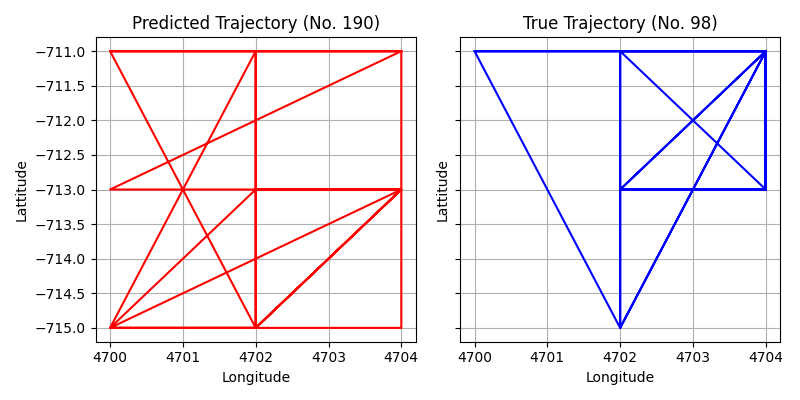 Predicted Trajectory (No. 190)
True Trajectory (No. 98)
−711.0
−711.5
−712.0
−712.5
−713.0
−713.5
−714.0
−714.5
−715.0
Lattitude
Lattitude
4700 4701 4702 4703 4704
4700 4701 4702 4703 4704
Longitude
Longitude